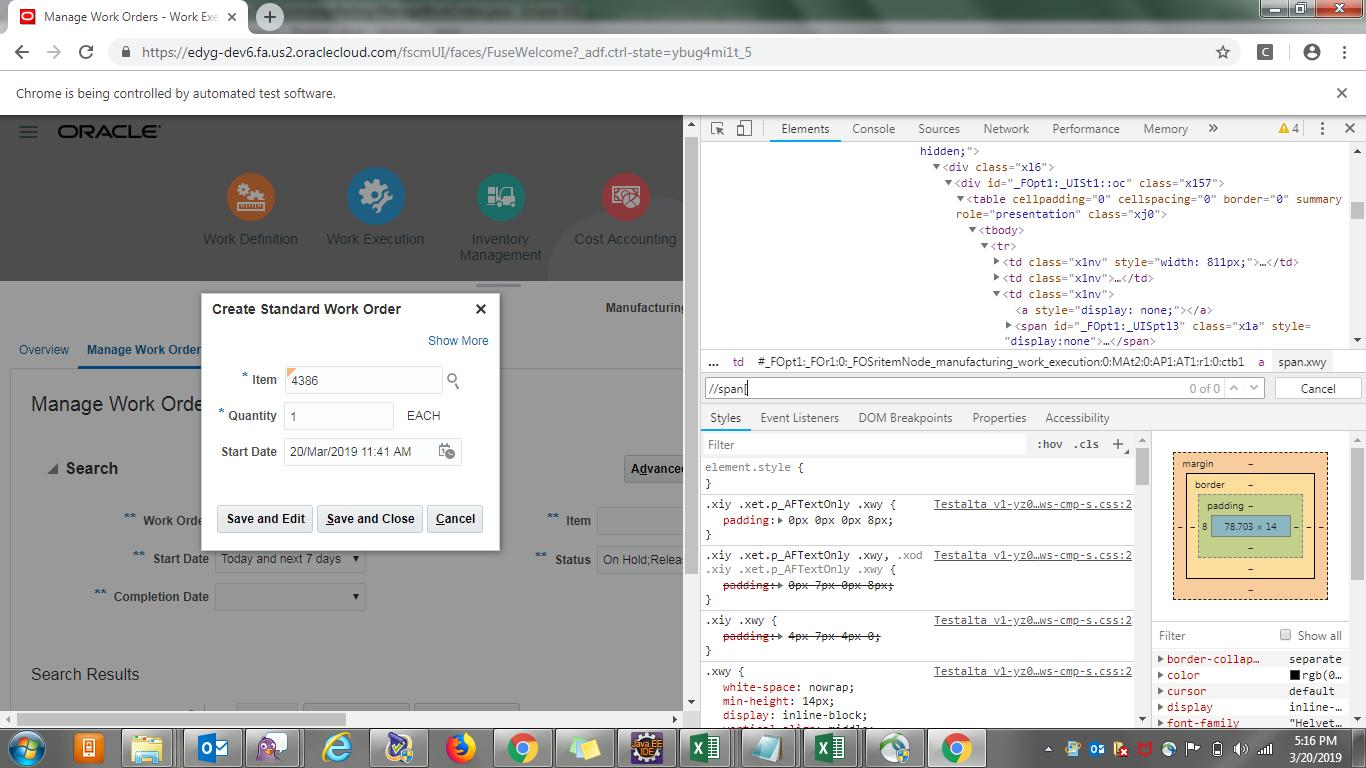 Manage Work Orders - Work Exe
https://edyg-dev6.fa.us2.oraclecloud.com/fscmUI/faces/FuseWelcome?_adf.ctrl-state=ybug4mi1t_5
C
Chrome is being controlled by automated test software.
ORACLE
Work Definition
Work Execution
Inventory
Management
Cost Accounting
Manufacturing
Overview
Manage Work Order
Manage Work Orde
Search
Advanced
** Work Orde
** Item
** Start Date
Today and next 7 days
** Status
On Hold;Releas
** Completion Date
Search Results
Create Standard Work Order
Show More
* Item
4386
* Quantity
1
EACH
Start Date
20/Mar/2019 11:41 AM
Save and Edit
Save and Close
Cancel
Elements
Console
Sources
Network
Performance
Memory
4
hidden;">
<div class="xl6">
<div id="_FOpt1:_UISt1::oc" class="x157">
<table cellpadding="0" cellspacing="0" border="0" summary
role="presentation" class="xj0">
<tbody>
<tr>
<td class="x1nv" style="width: 811px;">…</td>
<td class="x1nv">…</td>
<td class="x1nv">
<a style="display: none;"></a>
<span id="_FOpt1:_UISpt13" class="x1a" style=
"display:none">…</span>
... td #_FOpt1:_FOr1:0:_FOSritemNode_manufacturing_work_execution:0:MAt2:0:AP1:AT1:r1:0:ctb1 a span.xwy
//span[
0 of 0
Cancel
Styles
Event Listeners
DOM Breakpoints
Properties
Accessibility
Filter
:hov .cls +
element.style {
}
.xiy .xet.p_AFTextOnly .xwy { Testalta v1-yz0…ws-cmp-s.css:2
padding: 0px 0px 0px 8px;
}
.xiy .xet.p_AFTextOnly .xwy, .xod Testalta v1-yz0…ws-cmp-s.css:2
.xiy .xet.p_AFTextOnly .xwy {
padding: 0px 7px 0px 8px;
}
.xiy .xwy { Testalta v1-yz0…ws-cmp-s.css:2
padding: 4px 7px 4px 0;
}
.xwy { Testalta v1-yz0…ws-cmp-s.css:2
white-space: nowrap;
min-height: 14px;
display: inline-block;
margin –
border –
padding –
8
78.703 × 14
Filter
Show all
border-collap… separate
color rgb(0…
cursor default
display inline-…
font-family "Helvet…
Java EE
IDE
5:16 PM
3/20/2019